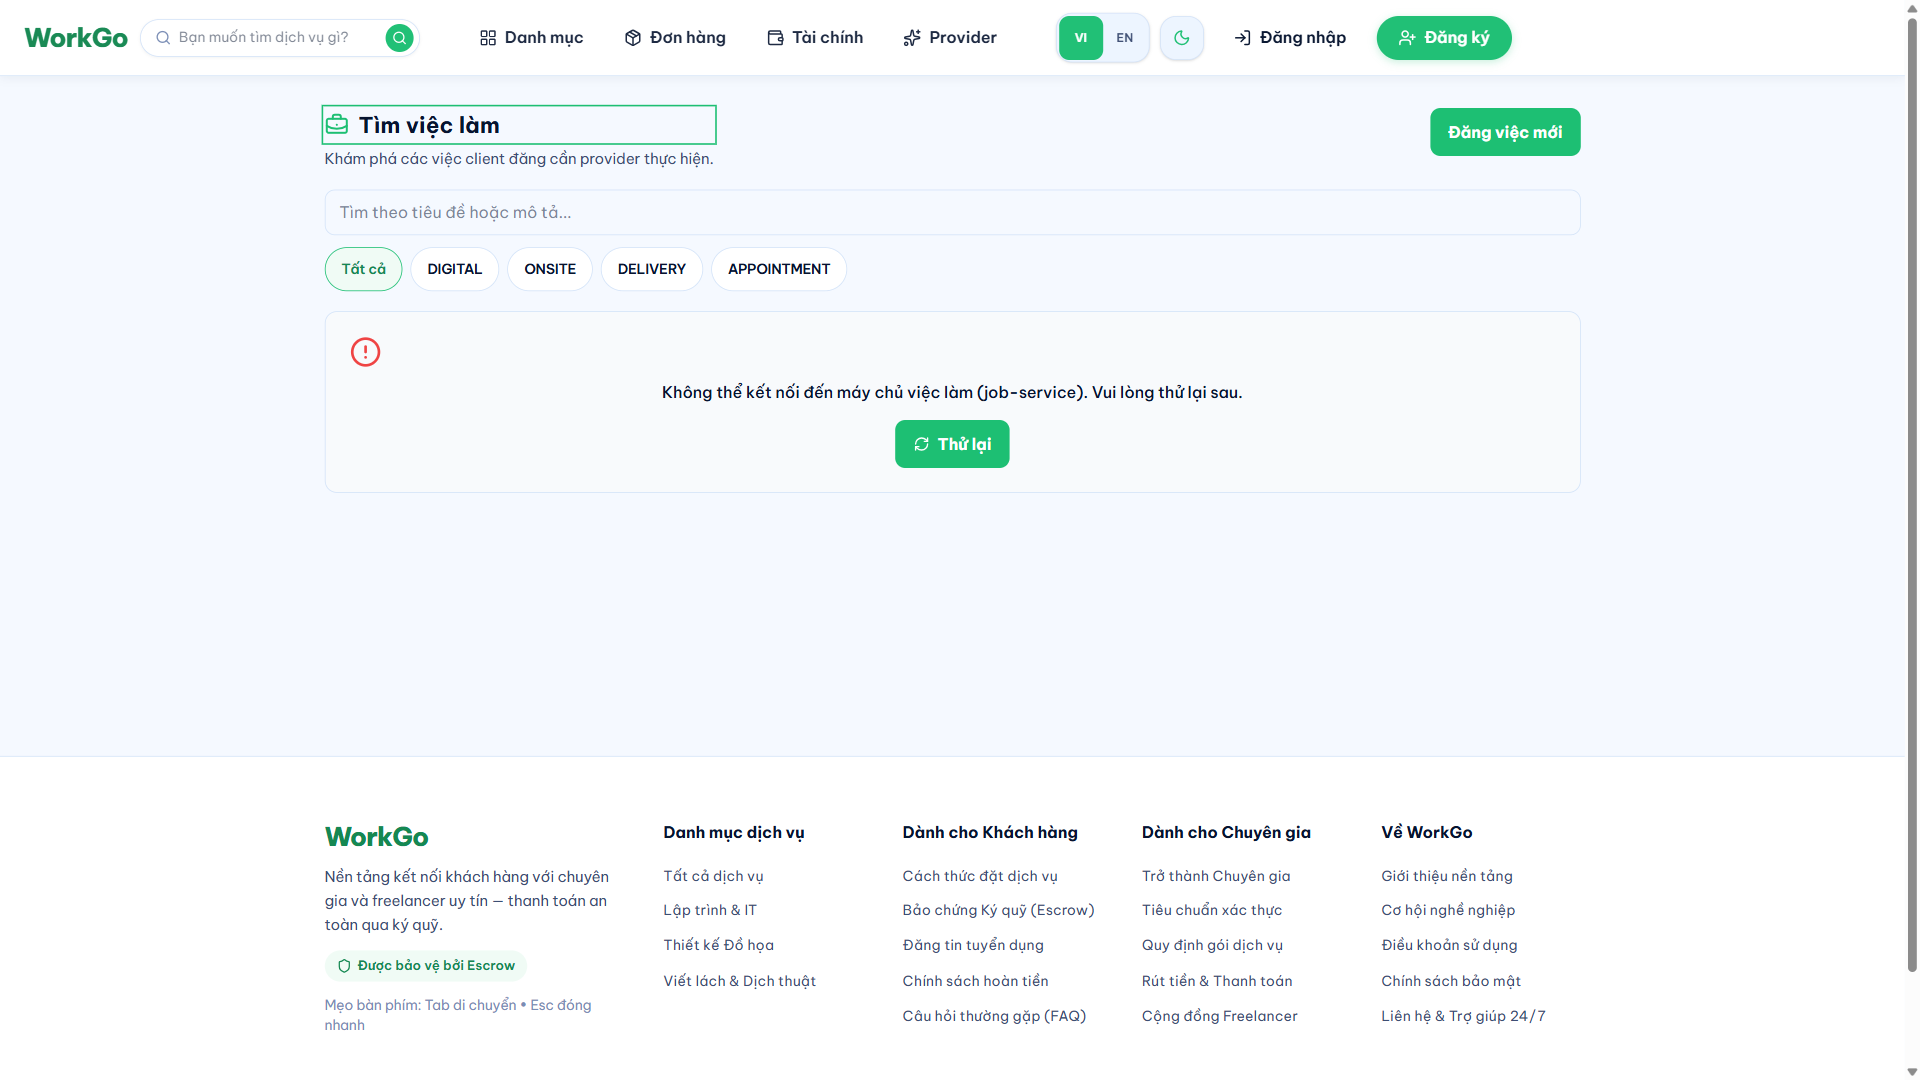 WorkGo
Bạn muốn tìm dịch vụ gì?
Danh mục
Đơn hàng
Tài chính
Provider
VI
EN
Đăng nhập
Đăng ký
Tìm việc làm
Khám phá các việc client đăng cần provider thực hiện.
Đăng việc mới
Tìm theo tiêu đề hoặc mô tả...
Tất cả
DIGITAL
ONSITE
DELIVERY
APPOINTMENT
Không thể kết nối đến máy chủ việc làm (job-service). Vui lòng thử lại sau.
Thử lại
WorkGo
Nền tảng kết nối khách hàng với chuyên
gia và freelancer uy tín — thanh toán an
toàn qua ký quỹ.
Được bảo vệ bởi Escrow
Mẹo bàn phím: Tab di chuyển • Esc đóng
nhanh
Danh mục dịch vụ
Tất cả dịch vụ
Lập trình & IT
Thiết kế Đồ họa
Viết lách & Dịch thuật
Dành cho Khách hàng
Cách thức đặt dịch vụ
Bảo chứng Ký quỹ (Escrow)
Đăng tin tuyển dụng
Chính sách hoàn tiền
Câu hỏi thường gặp (FAQ)
Dành cho Chuyên gia
Trở thành Chuyên gia
Tiêu chuẩn xác thực
Quy định gói dịch vụ
Rút tiền & Thanh toán
Cộng đồng Freelancer
Về WorkGo
Giới thiệu nền tảng
Cơ hội nghề nghiệp
Điều khoản sử dụng
Chính sách bảo mật
Liên hệ & Trợ giúp 24/7